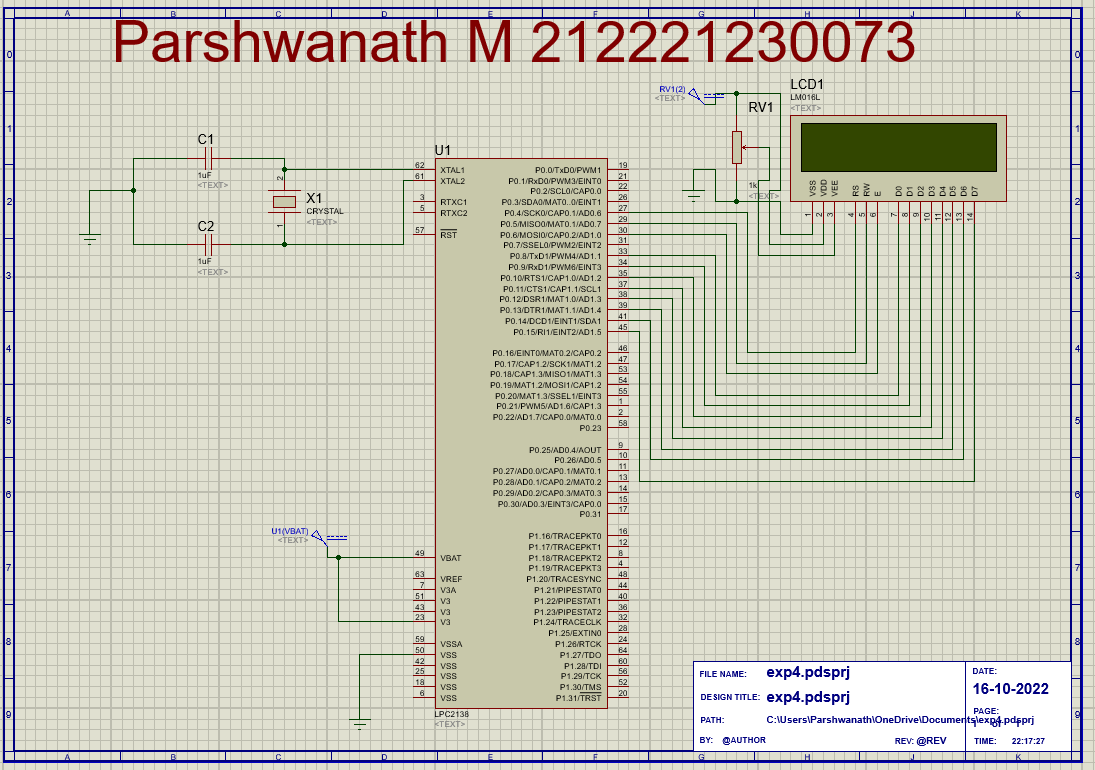 A B C D E F G H J K
Parshwanath M 212221230073
0 0
RV1(2)
<TEXT>
RV1
1k
<TEXT>
LCD1
LM016L
<TEXT>
VSS VDD VEE RS RW E D0 D1 D2 D3 D4 D5 D6 D7
1 2 3 4 5 6 7 8 9 10 11 12 13 14
1 1
C1
1uF
<TEXT>
2
X1
CRYSTAL
<TEXT>
1
2 2
C2
1uF
<TEXT>
3 3
4 4
5 5
6 6
7 7
8 8
9 9
U1
62 XTAL1
61 XTAL2
3 RTXC1
5 RTXC2
57 RST
P0.0/TxD0/PWM1 19
P0.1/RxD0/PWM3/EINT0 21
P0.2/SCL0/CAP0.0 22
P0.3/SDA0/MAT0..0/EINT1 26
P0.4/SCK0/CAP0.1/AD0.6 27
P0.5/MISO0/MAT0.1/AD0.7 29
P0.6/MOSI0/CAP0.2/AD1.0 30
P0.7/SSEL0/PWM2/EINT2 31
P0.8/TxD1/PWM4/AD1.1 33
P0.9/RxD1/PWM6/EINT3 34
P0.10/RTS1/CAP1.0/AD1.2 35
P0.11/CTS1/CAP1.1/SCL1 37
P0.12/DSR1/MAT1.0/AD1.3 38
P0.13/DTR1/MAT1.1/AD1.4 39
P0.14/DCD1/EINT1/SDA1 41
P0.15/RI1/EINT2/AD1.5 45
P0.16/EINT0/MAT0.2/CAP0.2 46
P0.17/CAP1.2/SCK1/MAT1.2 47
P0.18/CAP1.3/MISO1/MAT1.3 53
P0.19/MAT1.2/MOSI1/CAP1.2 54
P0.20/MAT1.3/SSEL1/EINT3 55
P0.21/PWM5/AD1.6/CAP1.3 1
P0.22/AD1.7/CAP0.0/MAT0.0 2
P0.23 58
P0.25/AD0.4/AOUT 9
P0.26/AD0.5 10
P0.27/AD0.0/CAP0.1/MAT0.1 11
P0.28/AD0.1/CAP0.2/MAT0.2 13
P0.29/AD0.2/CAP0.3/MAT0.3 14
P0.30/AD0.3/EINT3/CAP0.0 15
P0.31 17
P1.16/TRACEPKT0 16
P1.17/TRACEPKT1 12
P1.18/TRACEPKT2 8
P1.19/TRACEPKT3 4
P1.20/TRACESYNC 48
P1.21/PIPESTAT0 44
P1.22/PIPESTAT1 40
P1.23/PIPESTAT2 36
P1.24/TRACECLK 32
P1.25/EXTIN0 28
P1.26/RTCK 24
P1.27/TDO 64
P1.28/TDI 60
P1.29/TCK 56
P1.30/TMS 52
P1.31/TRST 20
U1(VBAT)
<TEXT>
49 VBAT
63 VREF
7 V3A
51 V3
43 V3
23 V3
59 VSSA
50 VSS
42 VSS
25 VSS
18 VSS
6 VSS
LPC2138
<TEXT>
FILE NAME: exp4.pdsprj
DESIGN TITLE: exp4.pdsprj
PATH: C:\Users\Parshwanath\OneDrive\Documents\exp4.pdsprj
BY: @AUTHOR REV: @REV
DATE:
16-10-2022
PAGE:
TIME: 22:17:27
A B C D E F G H J K